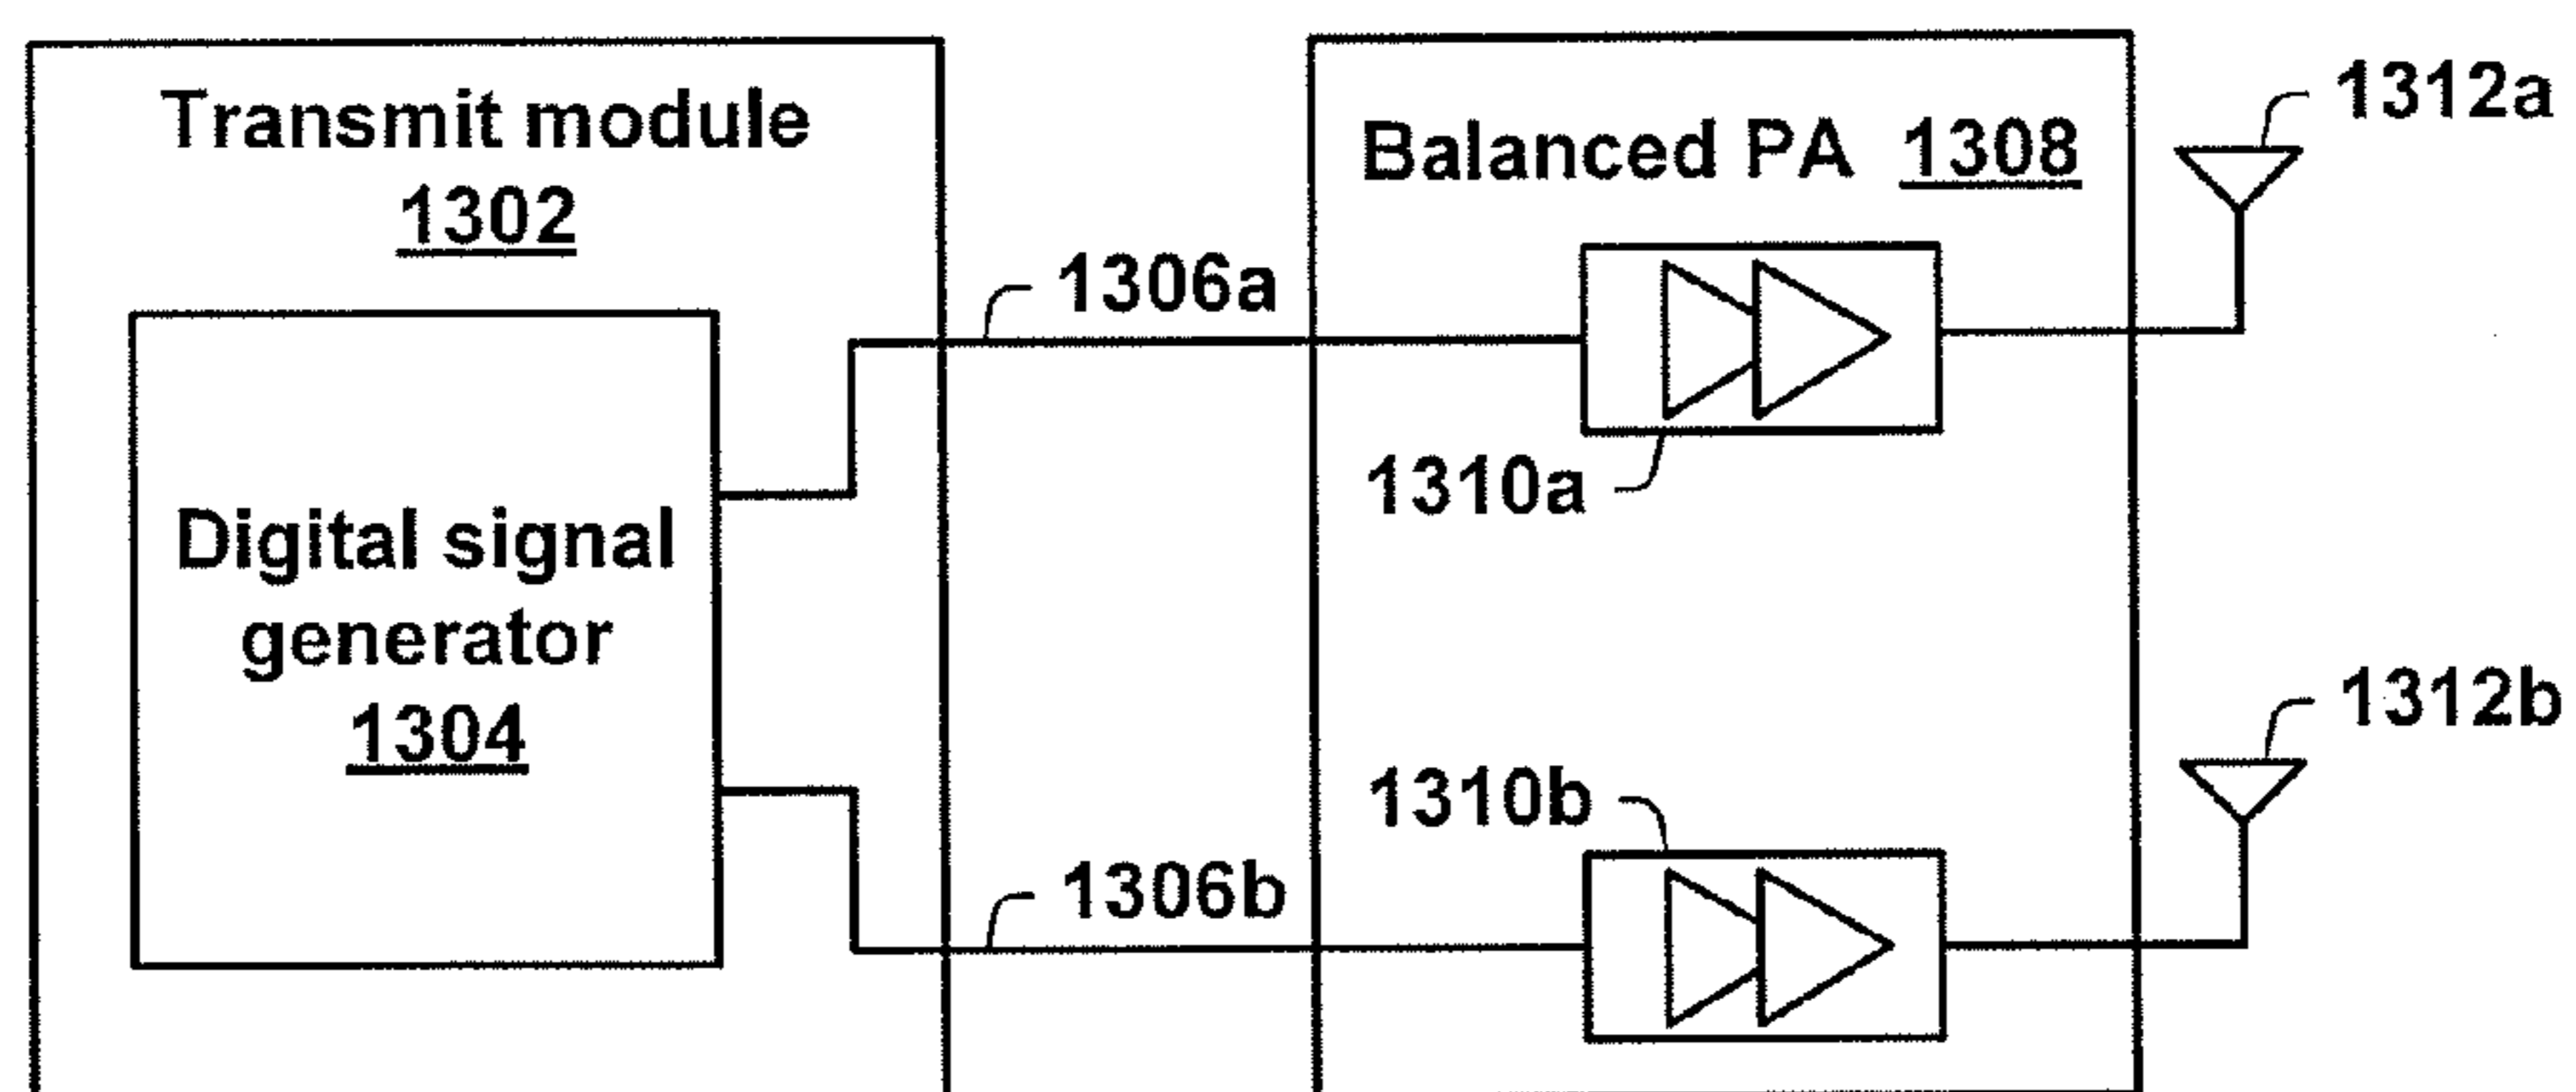 Transmit module
1302
Digital signal
generator
1304
1306a
1306b
Balanced PA 1308
1310a
1310b
1312a
1312b